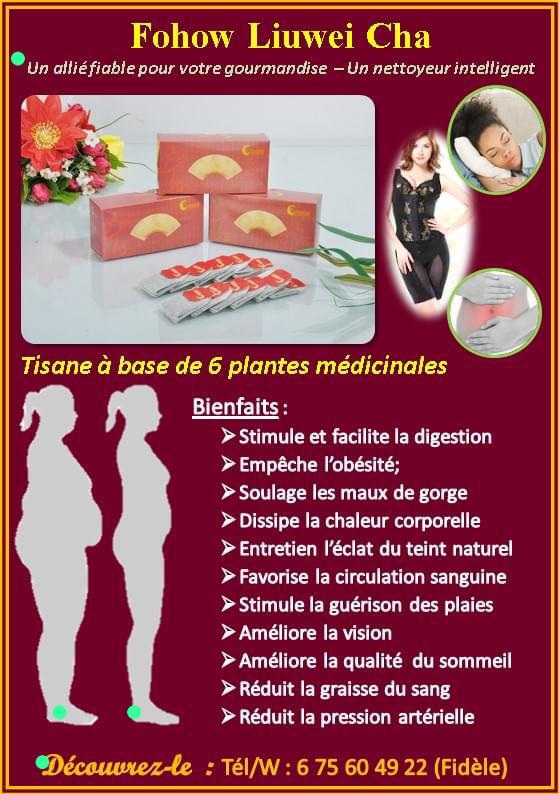 Fohow Liuwei Cha
Un allié fiable pour votre gourmandise – Un nettoyeur intelligent
Tisane à base de 6 plantes médicinales
Bienfaits :
➢ Stimule et facilite la digestion
➢ Empêche l'obésité;
➢ Soulage les maux de gorge
➢ Dissipe la chaleur corporelle
➢ Entretien l'éclat du teint naturel
➢ Favorise la circulation sanguine
➢ Stimule la guérison des plaies
➢ Améliore la vision
➢ Améliore la qualité du sommeil
➢ Réduit la graisse du sang
➢ Réduit la pression artérielle
Découvrez-le : Tél/W : 6 75 60 49 22 (Fidèle)